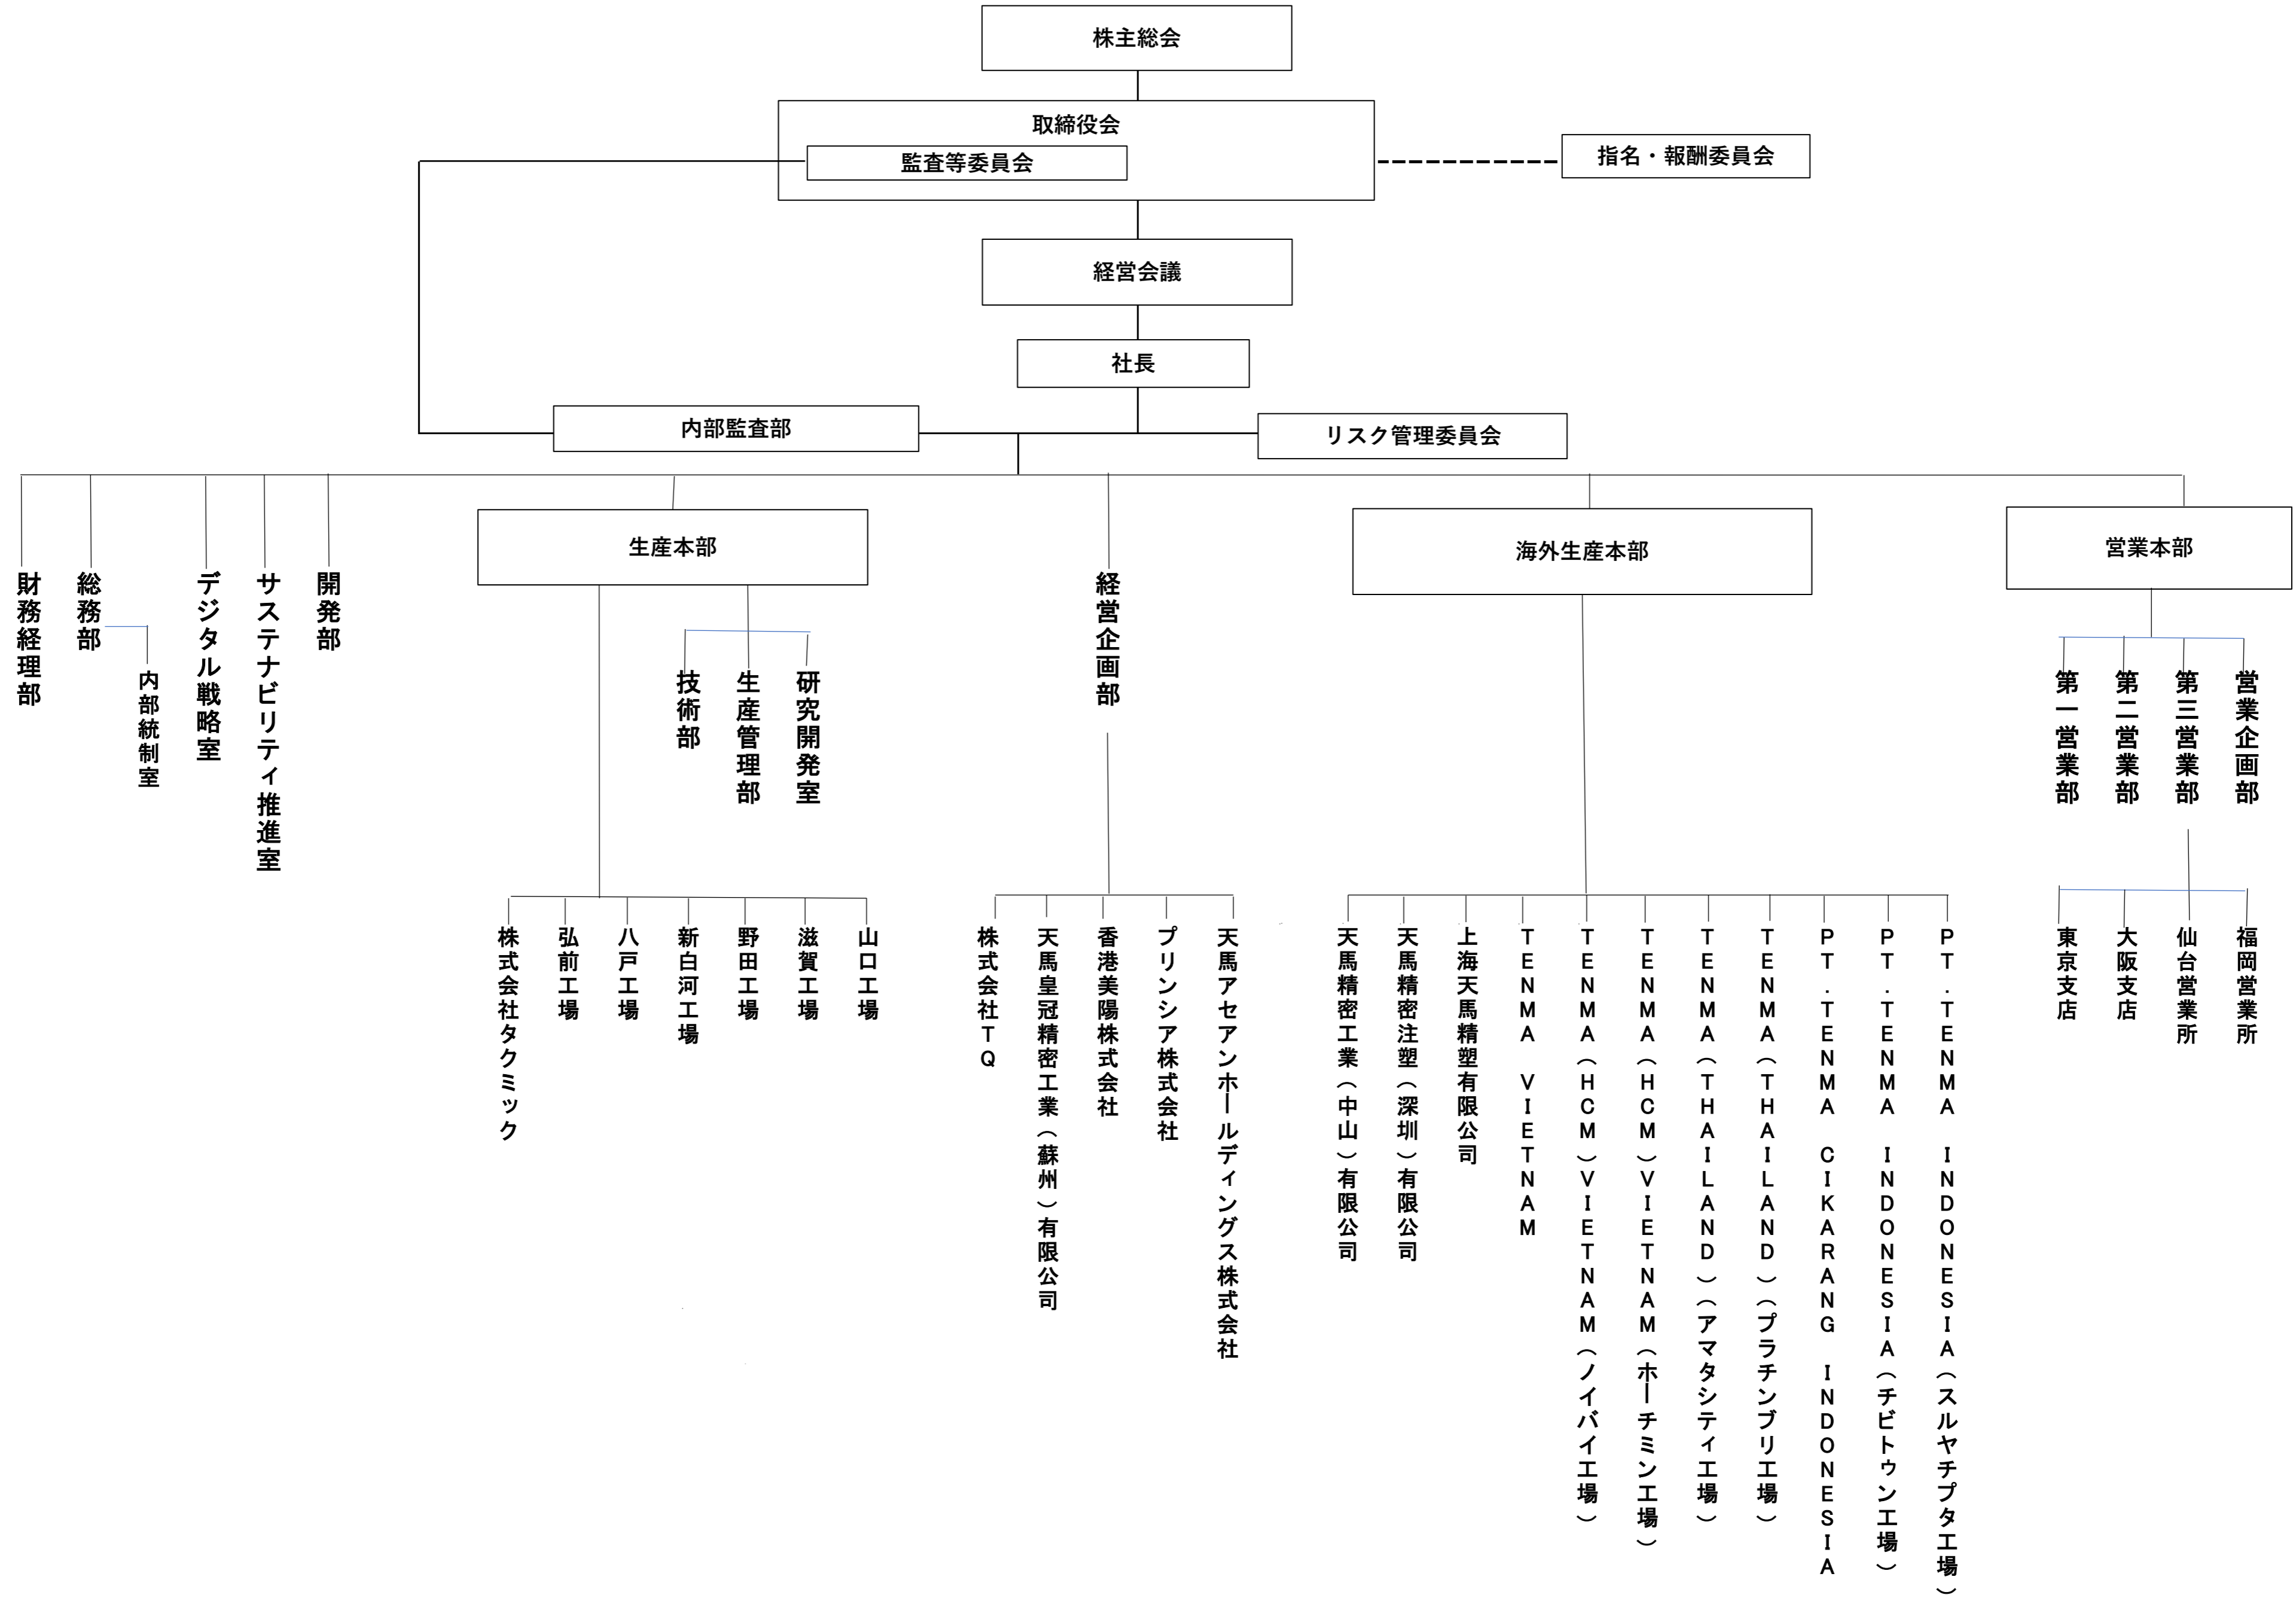 株主総会
取締役会
監査等委員会
指名・報酬委員会
経営会議
社長
内部監査部
リスク管理委員会
生産本部
海外生産本部
営業本部
財務経理部
総務部
内部統制室
デジタル戦略室
サステナビリティ推進室
開発部
技術部
生産管理部
研究開発室
経営企画部
第一営業部
第二営業部
第三営業部
営業企画部
株式会社タクミック
弘前工場
八戸工場
新白河工場
野田工場
滋賀工場
山口工場
株式会社TQ
天馬皇冠精密工業(蘇州)有限公司
香港美陽株式会社
プリンシア株式会社
天馬アセアンホールディングス株式会社
天馬精密工業(中山)有限公司
天馬精密注塑(深圳)有限公司
上海天馬精塑有限公司
TENMA VIETNAM
TENMA(HCM)VIETNAM(ノイバイ工場)
TENMA(HCM)VIETNAM(ホーチミン工場)
TENMA(THAILAND)(アマタシティ工場)
TENMA(THAILAND)(プラチンブリ工場)
PT.TENMA CIKARANG INDONESIA
PT.TENMA INDONESIA(チビトゥン工場)
PT.TENMA INDONESIA(スルヤチプタ工場)
東京支店
大阪支店
仙台営業所
福岡営業所